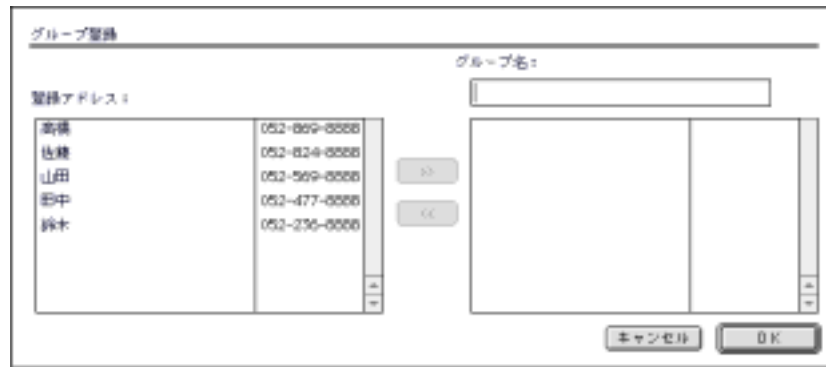 グループ登録
グループ名：
登録アドレス：
高橋 052-869-8888
佐藤 052-824-8888
山田 052-569-8888
田中 052-477-8888
鈴木 052-236-8888
>>
<<
キャンセル OK